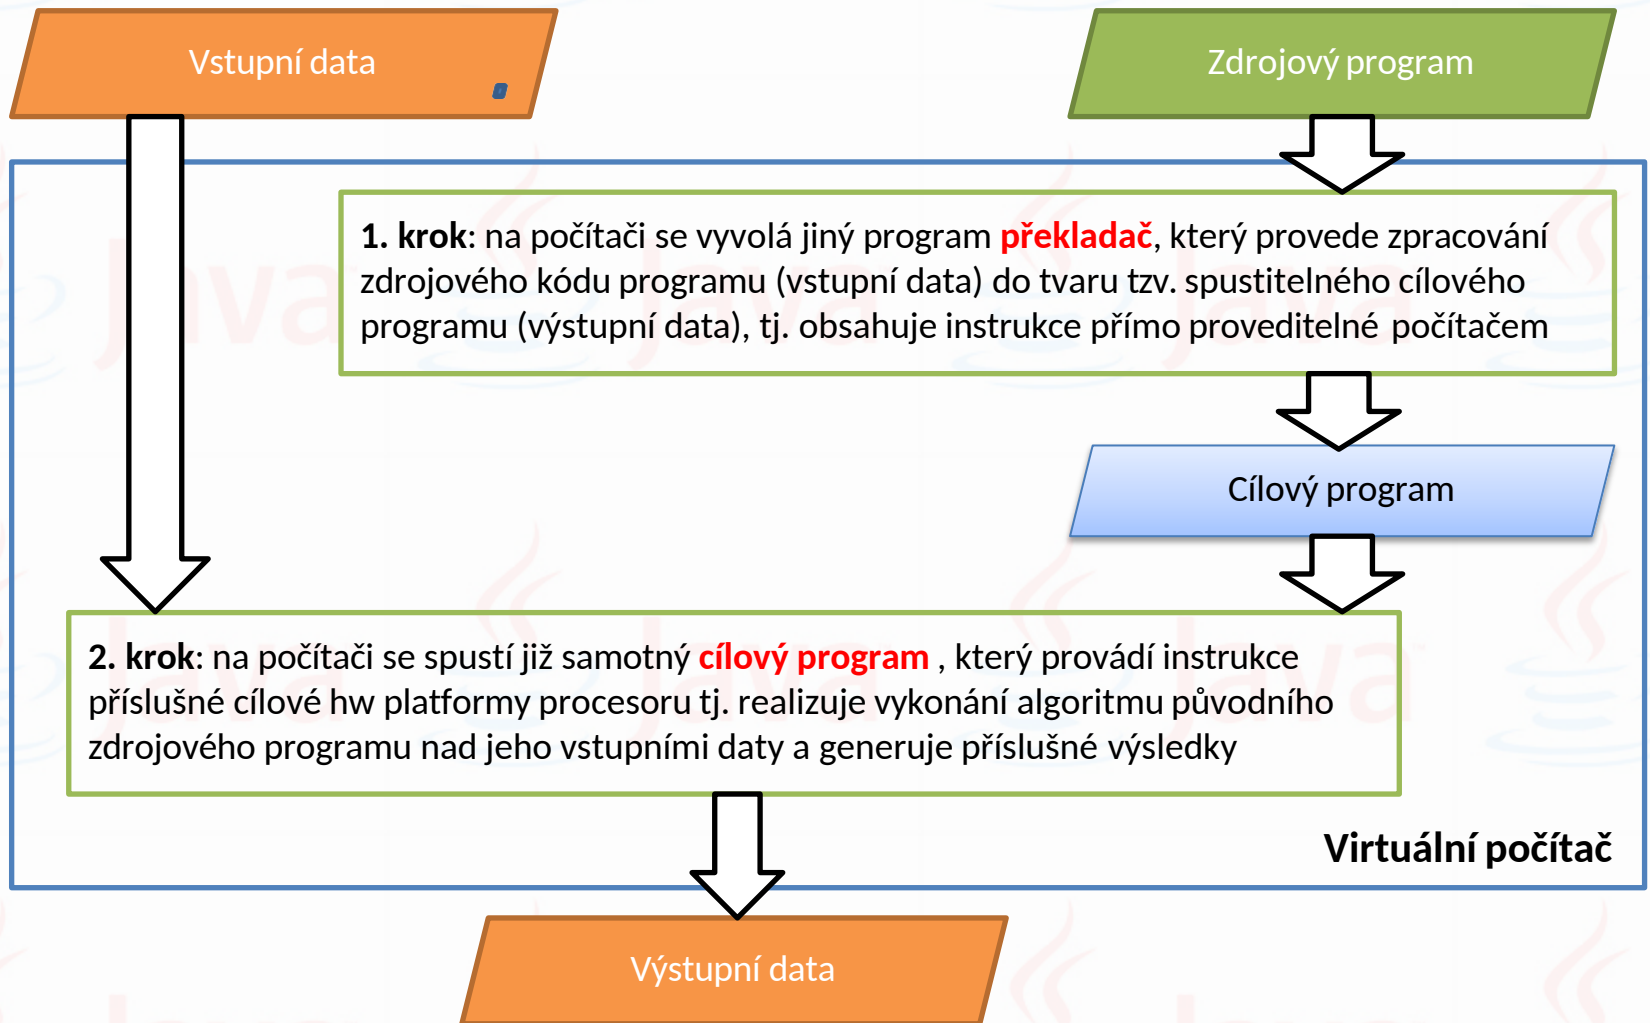 Vstupní data
Zdrojový program
1. krok: na počítači se vyvolá jiný program překladač, který provede zpracování
zdrojového kódu programu (vstupní data) do tvaru tzv. spustitelného cílového
programu (výstupní data), tj. obsahuje instrukce přímo proveditelné počítačem
Cílový program
2. krok: na počítači se spustí již samotný cílový program , který provádí instrukce
příslušné cílové hw platformy procesoru tj. realizuje vykonání algoritmu původního
zdrojového programu nad jeho vstupními daty a generuje příslušné výsledky
Virtuální počítač
Výstupní data